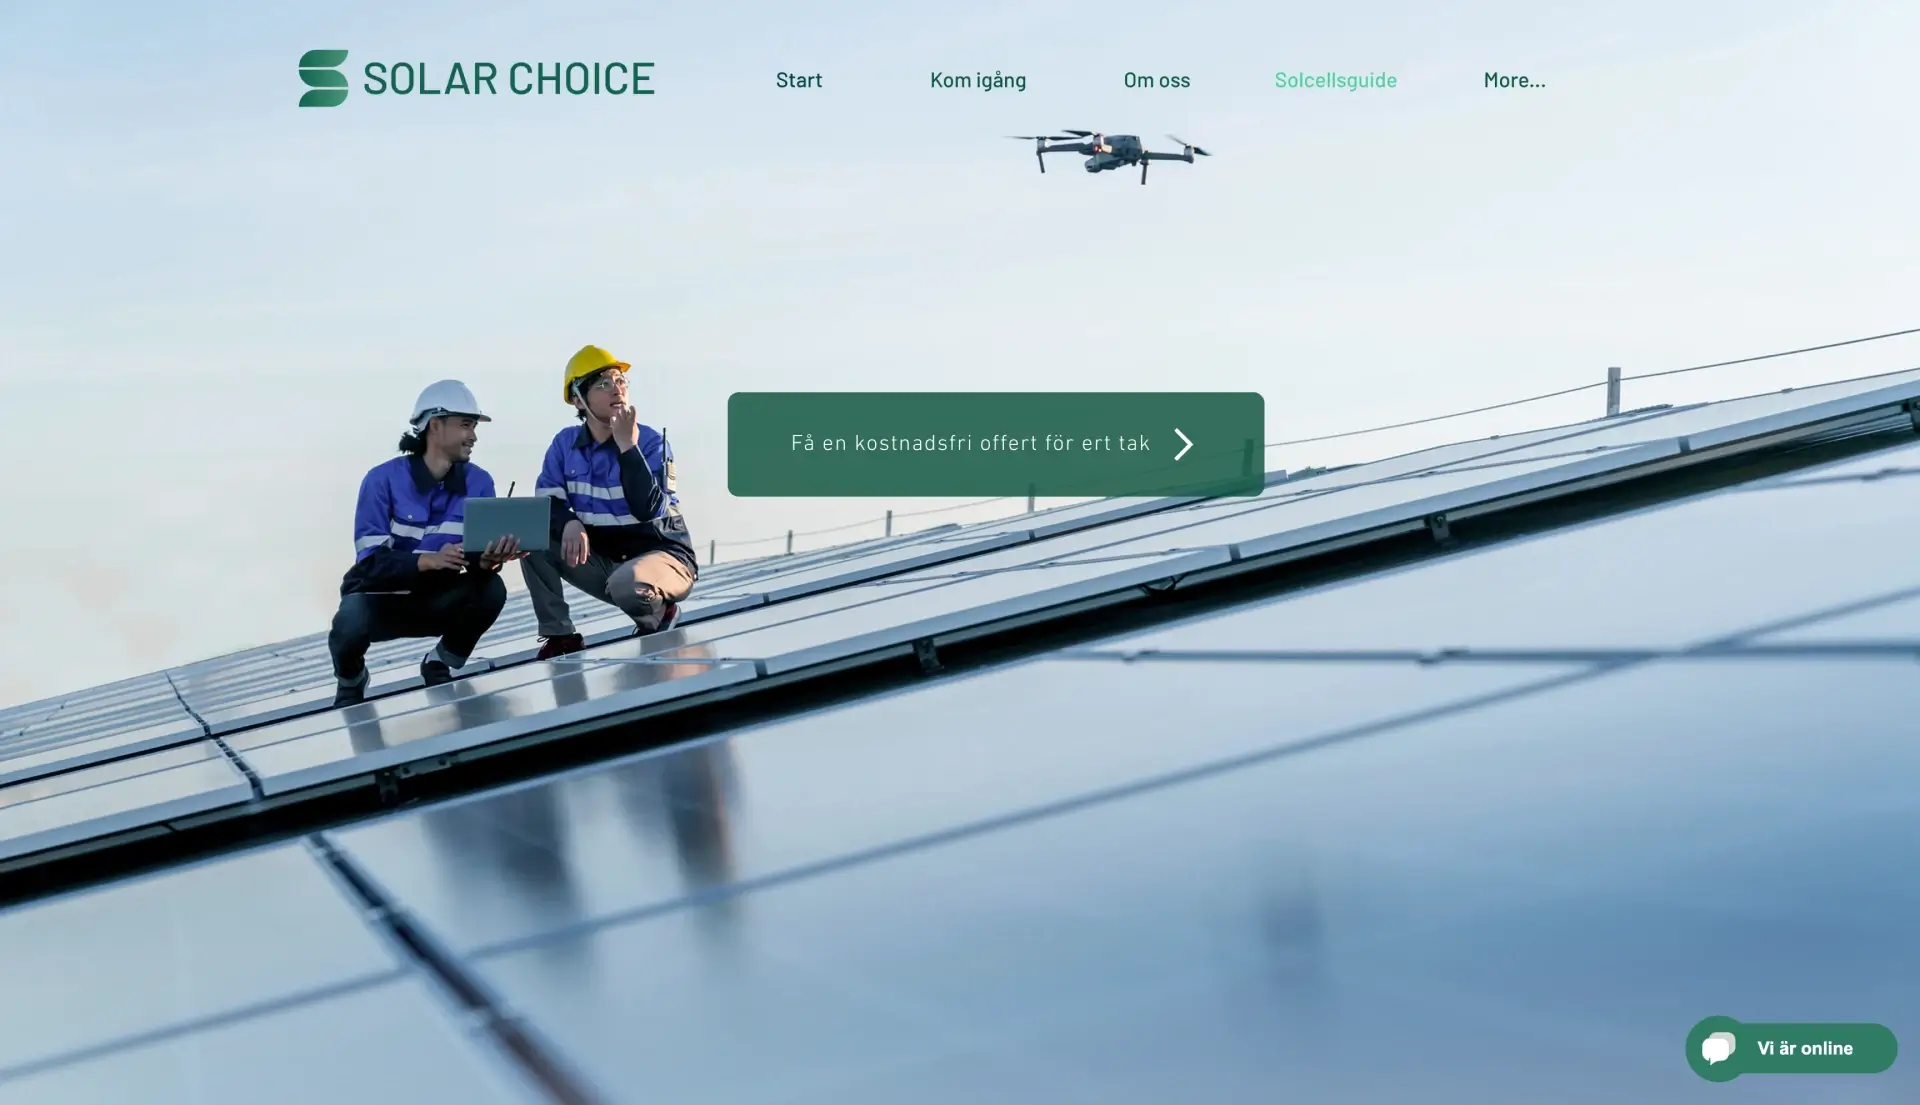 SOLAR CHOICE
Start
Kom igång
Om oss
Solcellsguide
More...
Få en kostnadsfri offert för ert tak
Vi är online